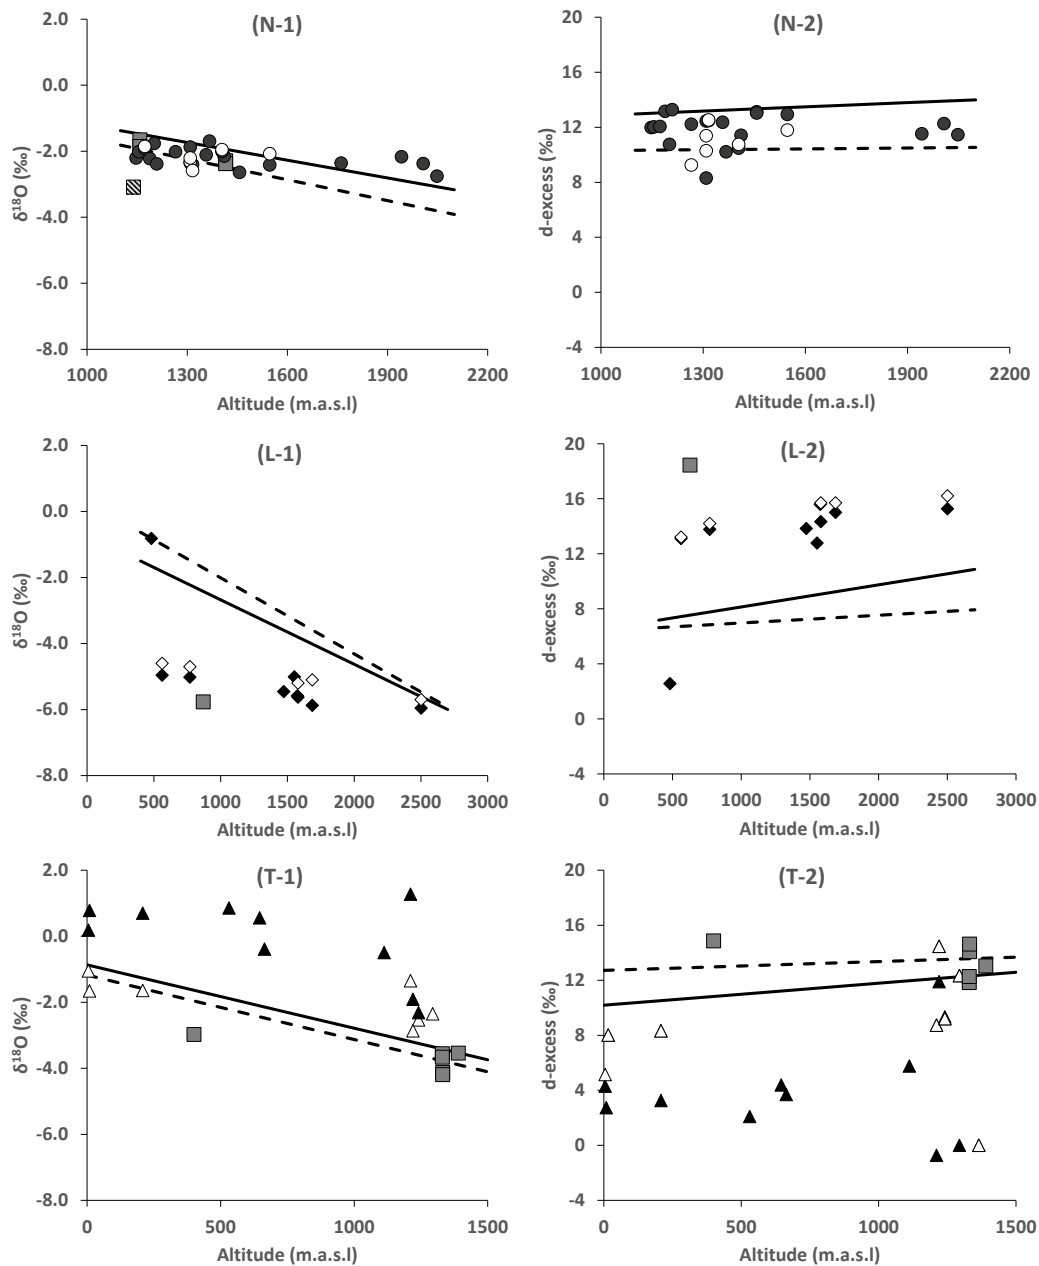 (N-1)
2.0
0.0
-2.0
-4.0
-6.0
-8.0
δ18O (‰)
1000 1300 1600 1900 2200
Altitude (m.a.s.l)
(N-2)
20
16
12
8
4
0
-4
d-excess (‰)
1000 1300 1600 1900 2200
Altitude (m.a.s.l)
(L-1)
2.0
0.0
-2.0
-4.0
-6.0
-8.0
δ18O (‰)
0 500 1000 1500 2000 2500 3000
Altitude (m.a.s.l)
(L-2)
20
16
12
8
4
0
-4
d-excess (‰)
0 500 1000 1500 2000 2500 3000
Altitude (m.a.s.l)
(T-1)
2.0
0.0
-2.0
-4.0
-6.0
-8.0
δ18O (‰)
0 500 1000 1500
Altitude (m.a.s.l)
(T-2)
20
16
12
8
4
0
-4
d-excess (‰)
0 500 1000 1500
Altitude (m.a.s.l)